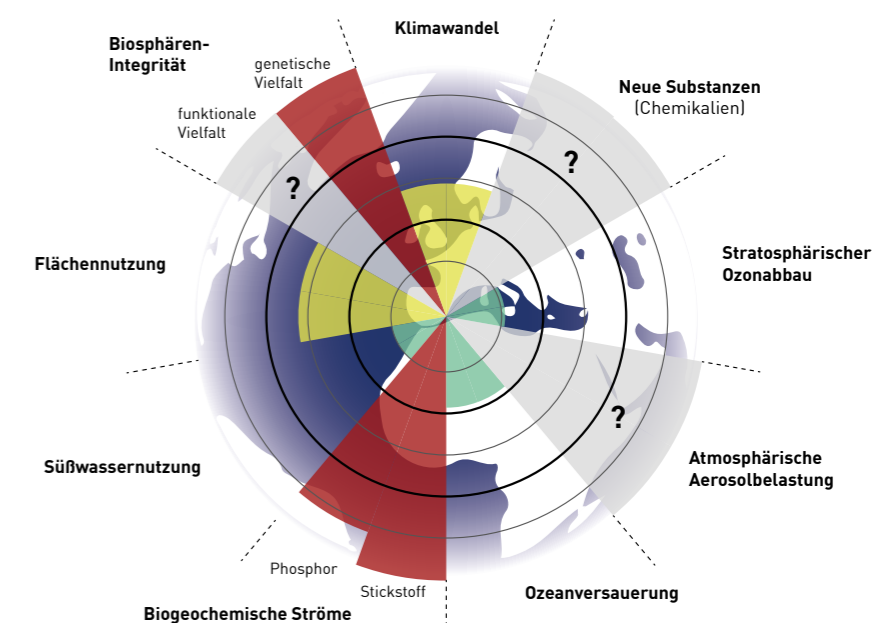 Klimawandel
Biosphären-
Integrität
genetische
Vielfalt
funktionale
Vielfalt
Neue Substanzen
(Chemikalien)
?
?
Flächennutzung
Stratosphärischer
Ozonabbau
?
Süßwassernutzung
Atmosphärische
Aerosolbelastung
Phosphor
Stickstoff
Ozeanversauerung
Biogeochemische Ströme